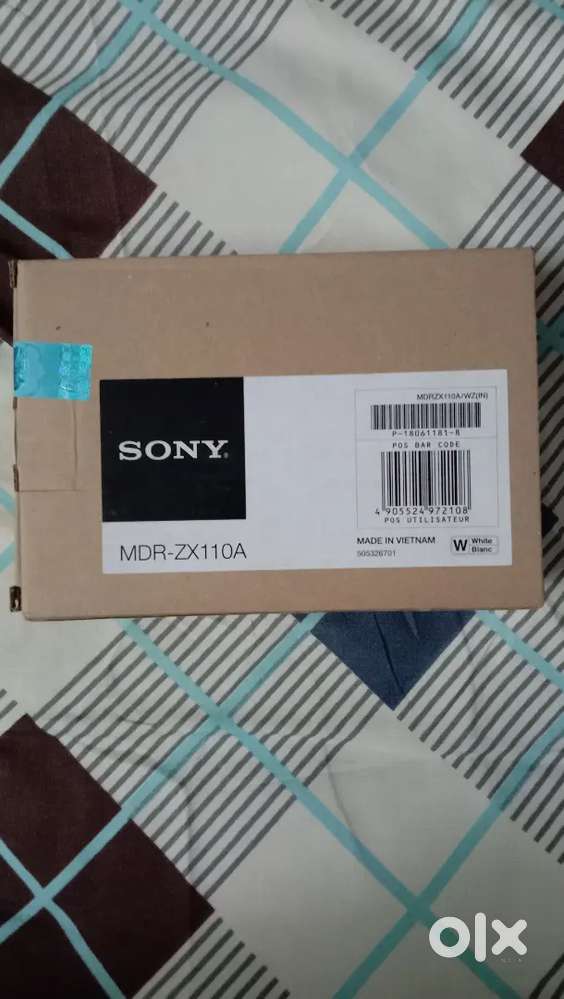 SONY®
MDR-ZX110A
MDRZX110A/WZ(IN)
P-18061181-8
POS BAR CODE
4 905524 972108
POS UTILISATEUR
MADE IN VIETNAM
505326701
W White
Blanc
olx